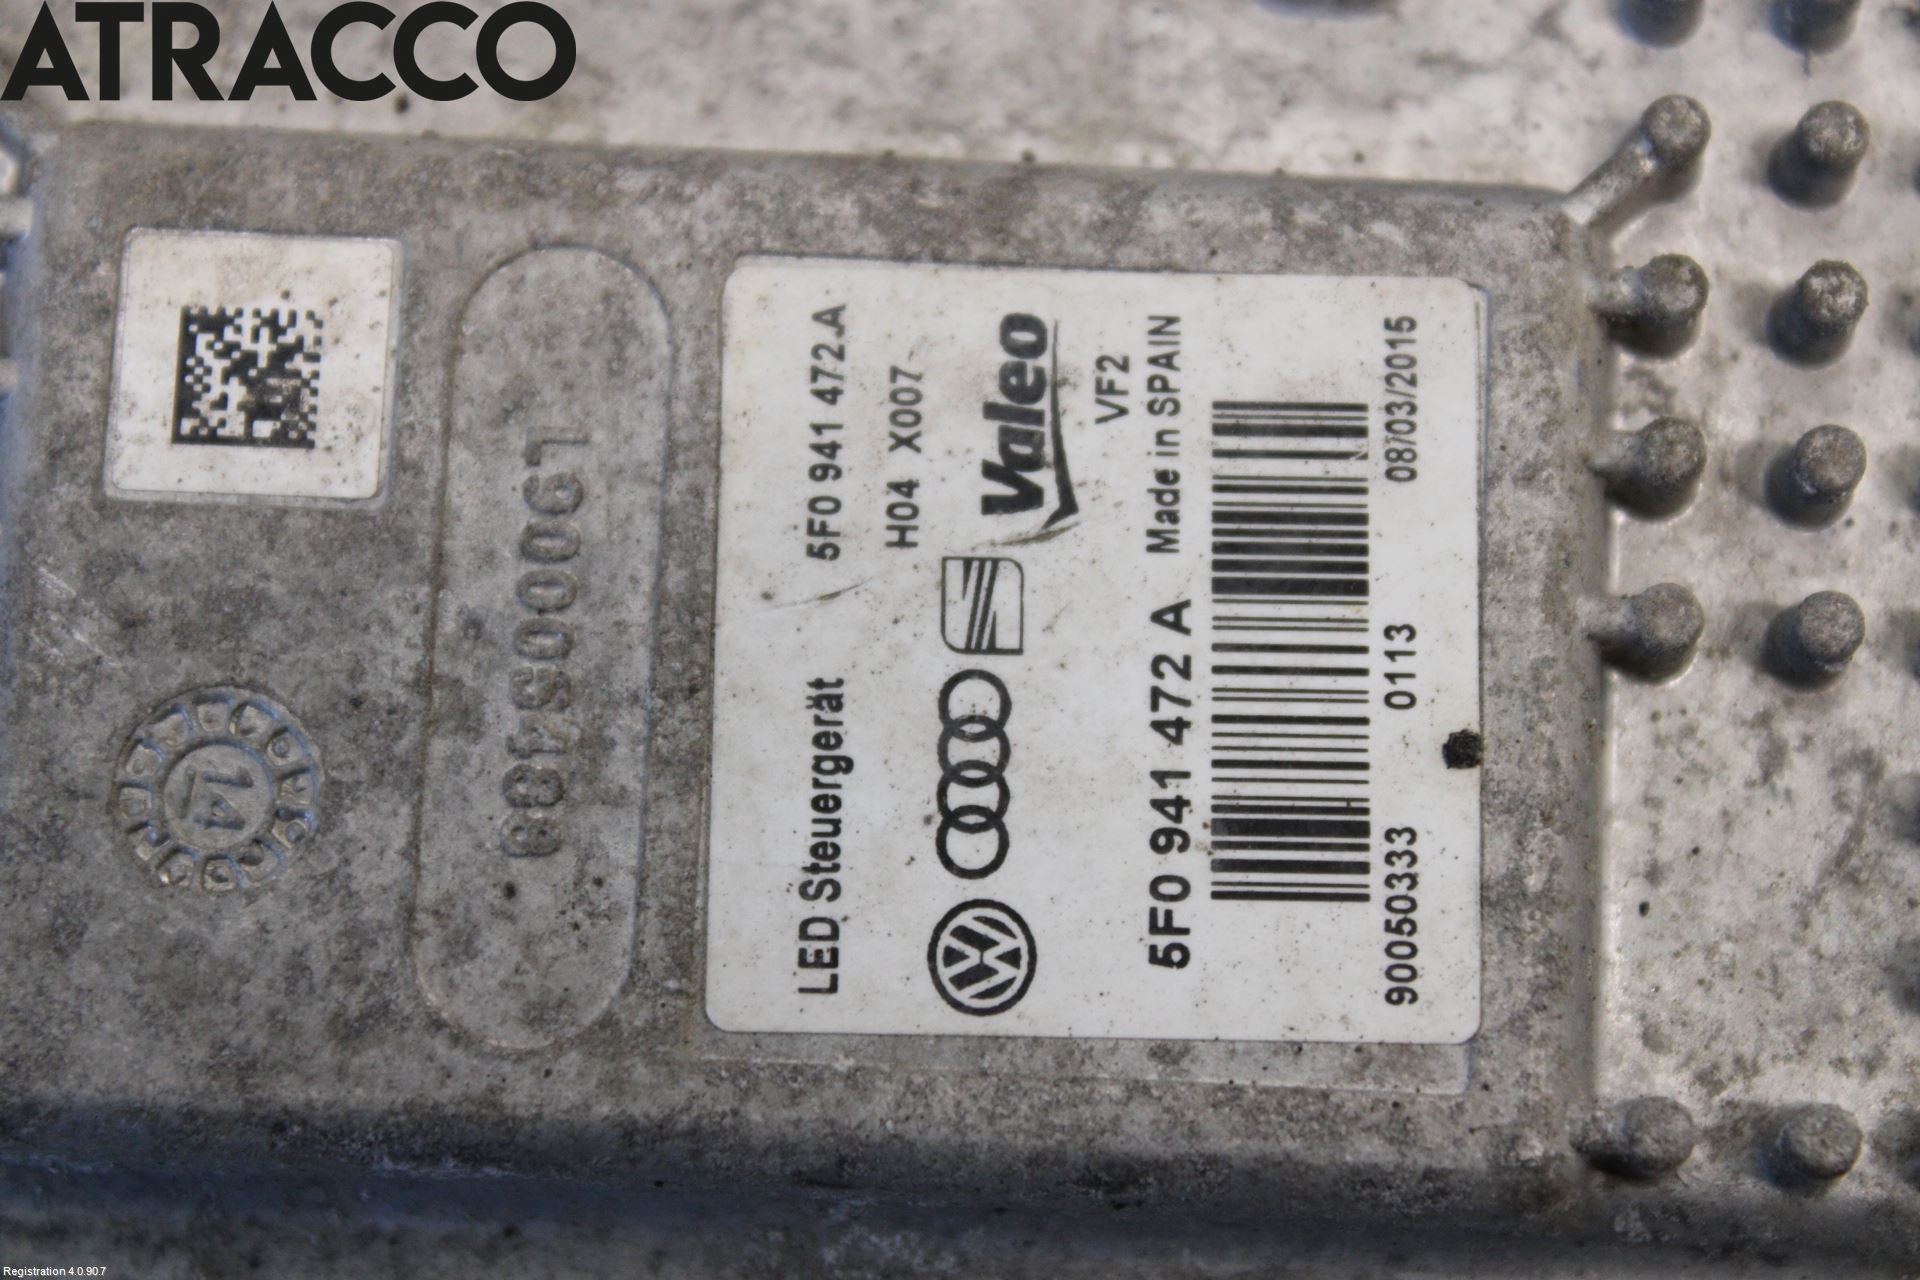 ATRACCO
14
L90005488
LED Steuergerät 5F0 941 472.A
H04 X007
Valeo
VF2
Made in SPAIN
5F0 941 472 A
90050333 0113 08/03/2015
Registration 4.0.90.7